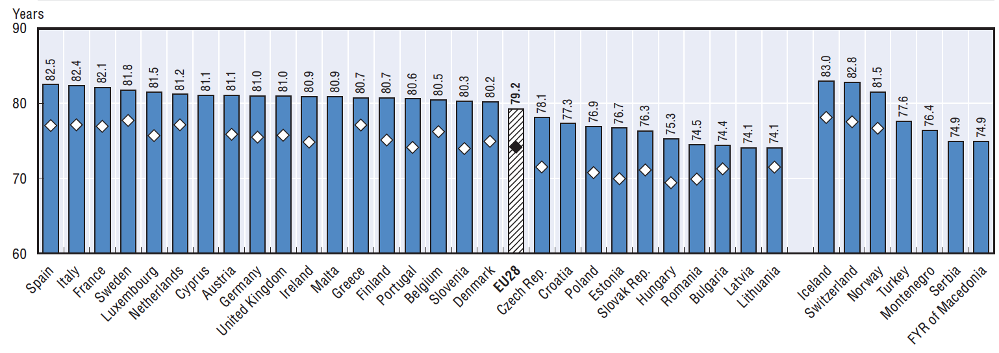 Years
90
80
70
60
82.5
82.4
82.1
81.8
81.5
81.2
81.1
81.1
81.0
81.0
80.9
80.9
80.7
80.7
80.6
80.5
80.3
80.2
79.2
78.1
77.3
76.9
76.7
76.3
75.3
74.5
74.4
74.1
74.1
83.0
82.8
81.5
77.6
76.4
74.9
74.9
Spain
Italy
France
Sweden
Luxembourg
Netherlands
Cyprus
Austria
Germany
United Kingdom
Ireland
Malta
Greece
Finland
Portugal
Belgium
Slovenia
Denmark
EU28
Czech Rep.
Croatia
Poland
Estonia
Slovak Rep.
Hungary
Romania
Bulgaria
Latvia
Lithuania
Iceland
Switzerland
Norway
Turkey
Montenegro
Serbia
FYR of Macedonia